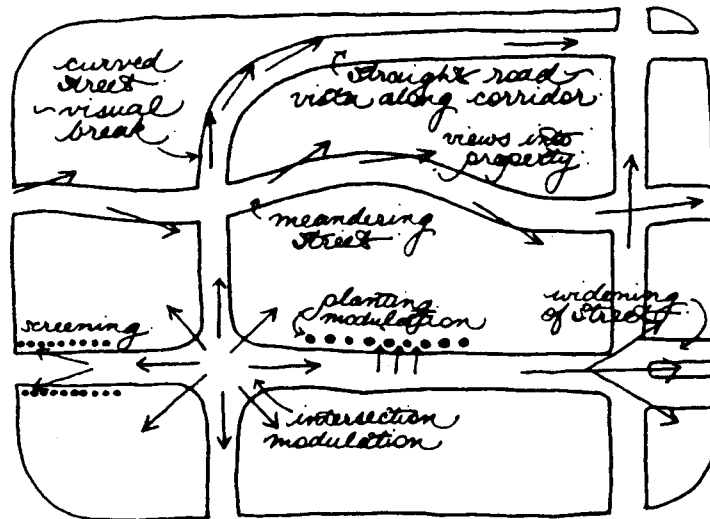 curved
street
- visual
break
straight road -
vista along corridor
views into
property
meandering
street
screening
planting
modulation
widening
of street
intersection
modulation